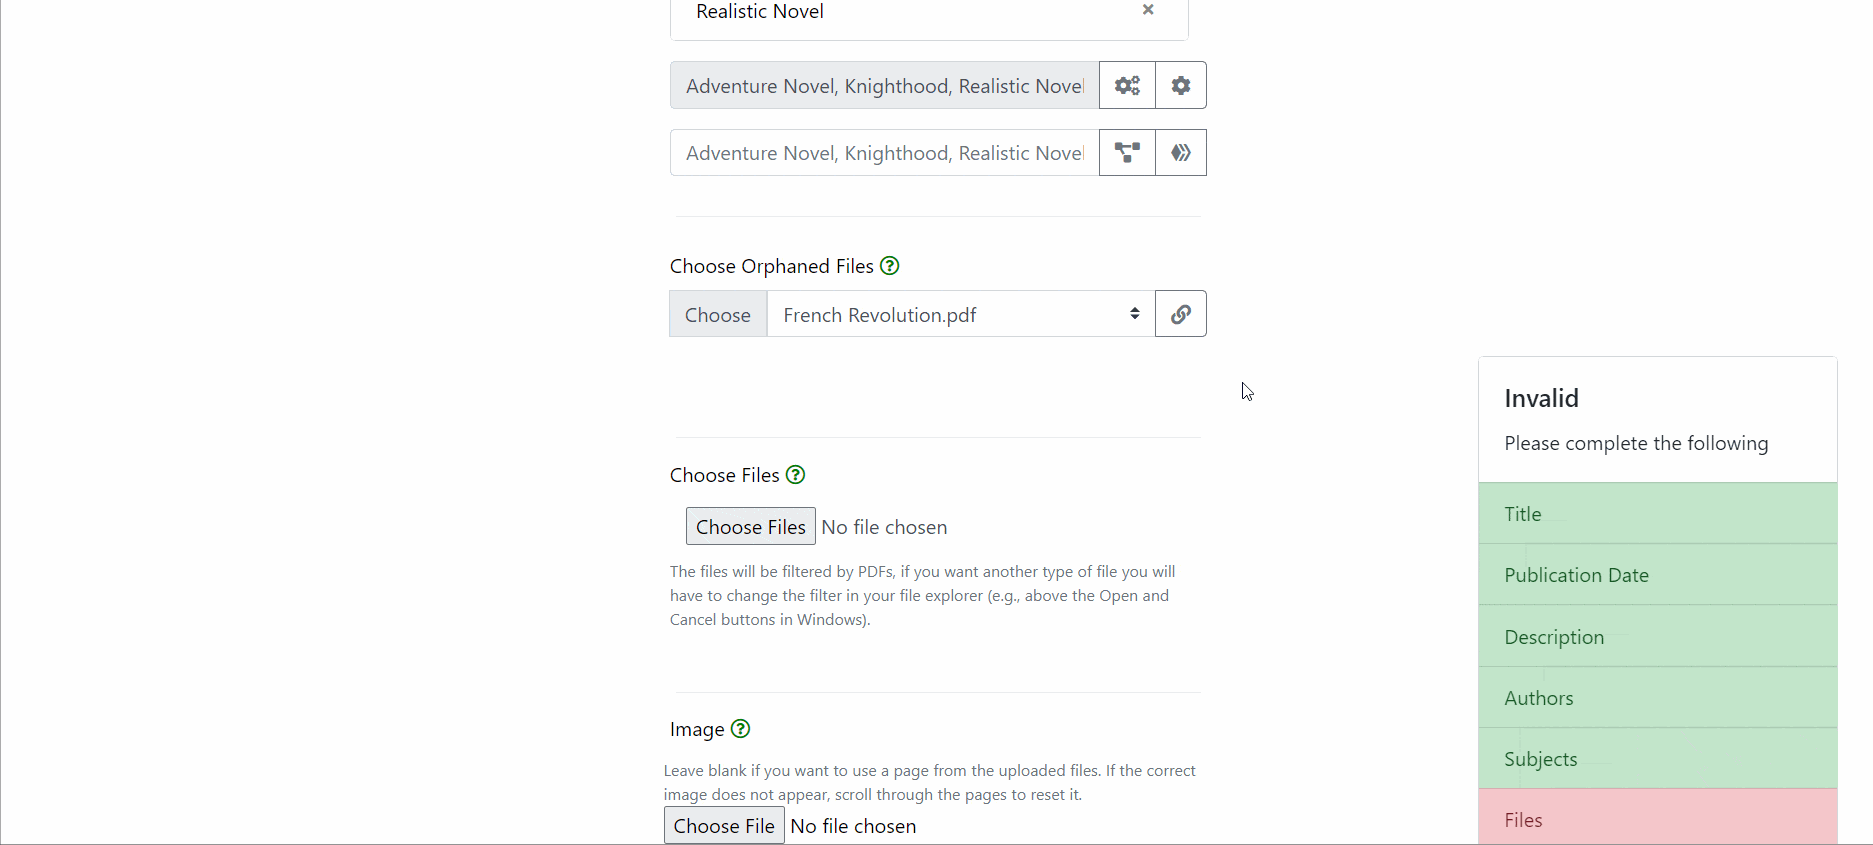 Realistic Novel ×
Adventure Novel, Knighthood, Realistic Novel
Adventure Novel, Knighthood, Realistic Novel
Choose Orphaned Files
Choose French Revolution.pdf
Choose Files
Choose Files No file chosen
The files will be filtered by PDFs, if you want another type of file you will
have to change the filter in your file explorer (e.g., above the Open and
Cancel buttons in Windows).
Image
Leave blank if you want to use a page from the uploaded files. If the correct
image does not appear, scroll through the pages to reset it.
Choose File No file chosen
Invalid
Please complete the following
Title
Publication Date
Description
Authors
Subjects
Files